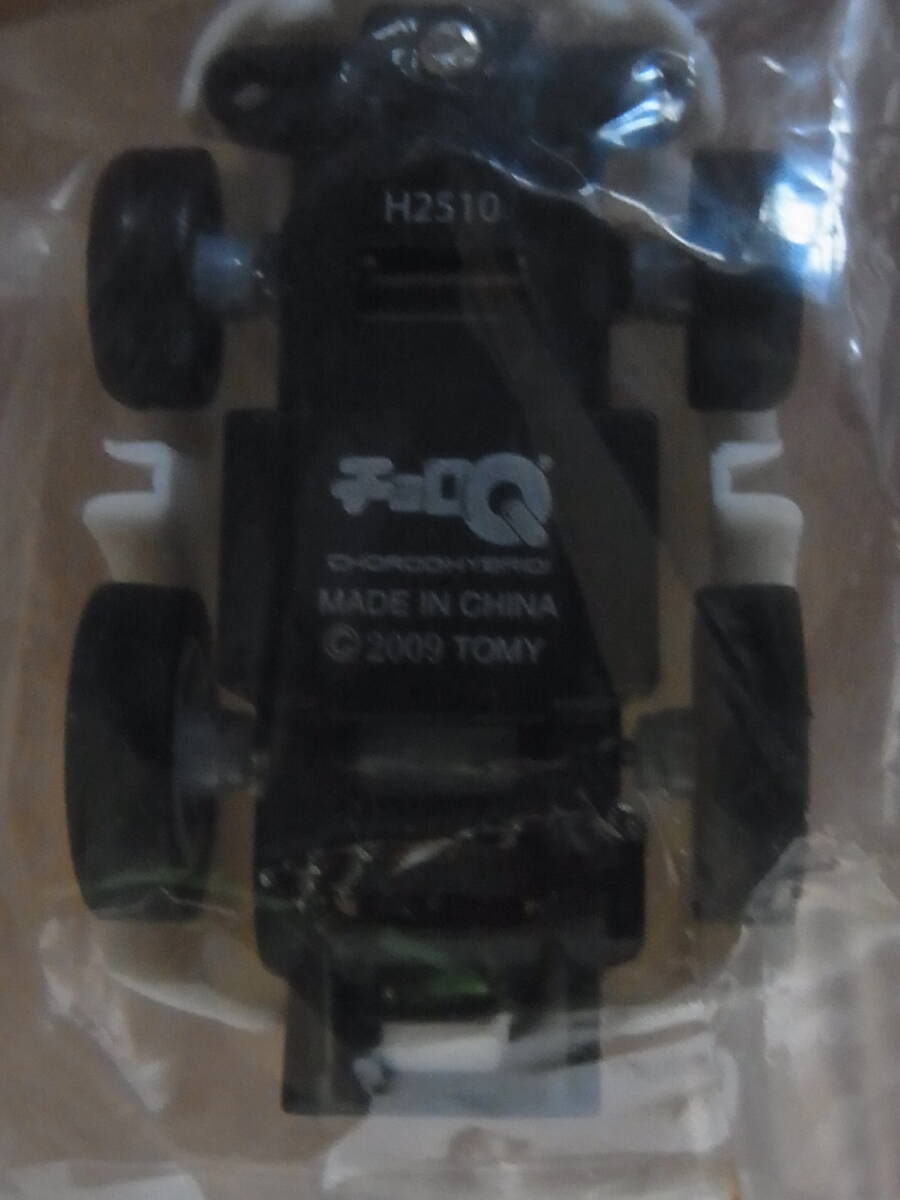 H2510
チョロQ
CHOROQHYBRID!
MADE IN CHINA
©2009 TOMY